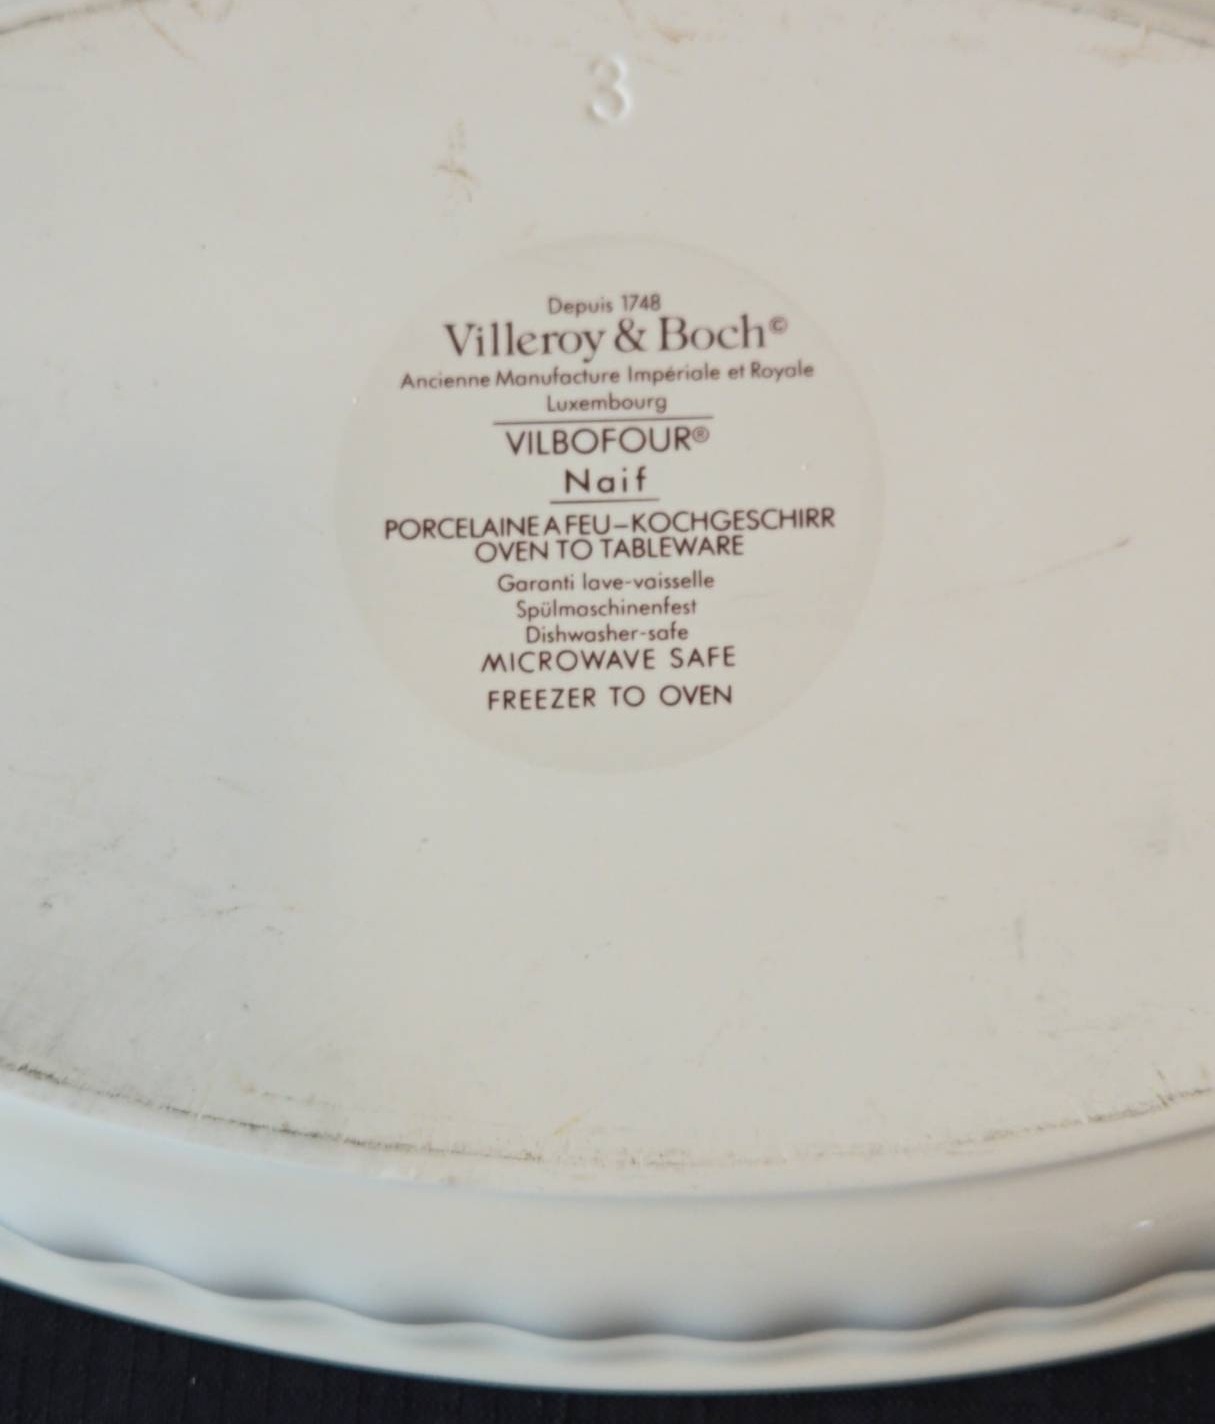 3
Depuis 1748
Villeroy & Boch©
Ancienne Manufacture Impériale et Royale
Luxembourg
VILBOFOUR®
Naif
PORCELAINE A FEU–KOCHGESCHIRR
OVEN TO TABLEWARE
Garanti lave-vaisselle
Spülmaschinenfest
Dishwasher-safe
MICROWAVE SAFE
FREEZER TO OVEN